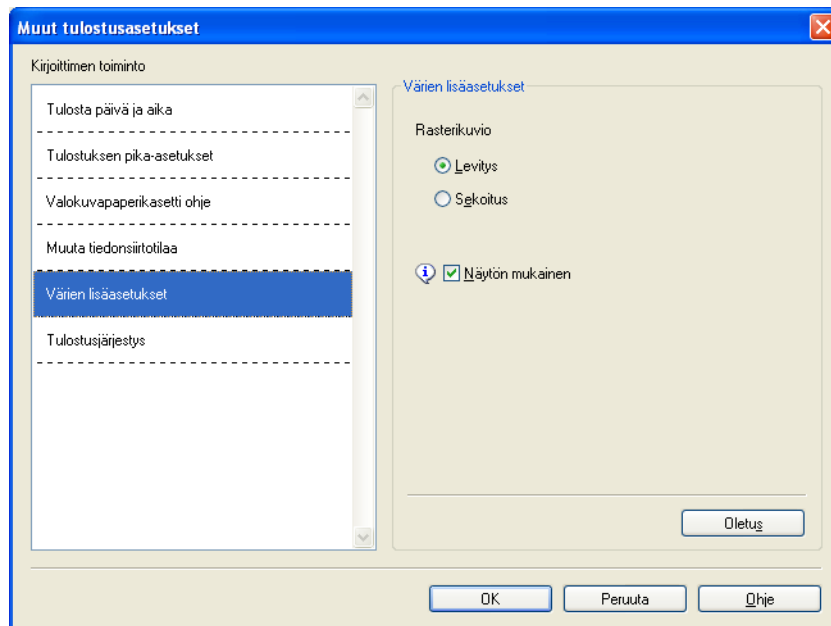 Muut tulostusasetukset
Kirjoittimen toiminto
Tulosta päivä ja aika
Tulostuksen pika-asetukset
Valokuvapaperikasetti ohje
Muuta tiedonsiirtotilaa
Värien lisäasetukset
Tulostusjärjestys
Värien lisäasetukset
Rasterikuvio
Levitys
Sekoitus
Näytön mukainen
Oletus
OK
Peruuta
Ohje